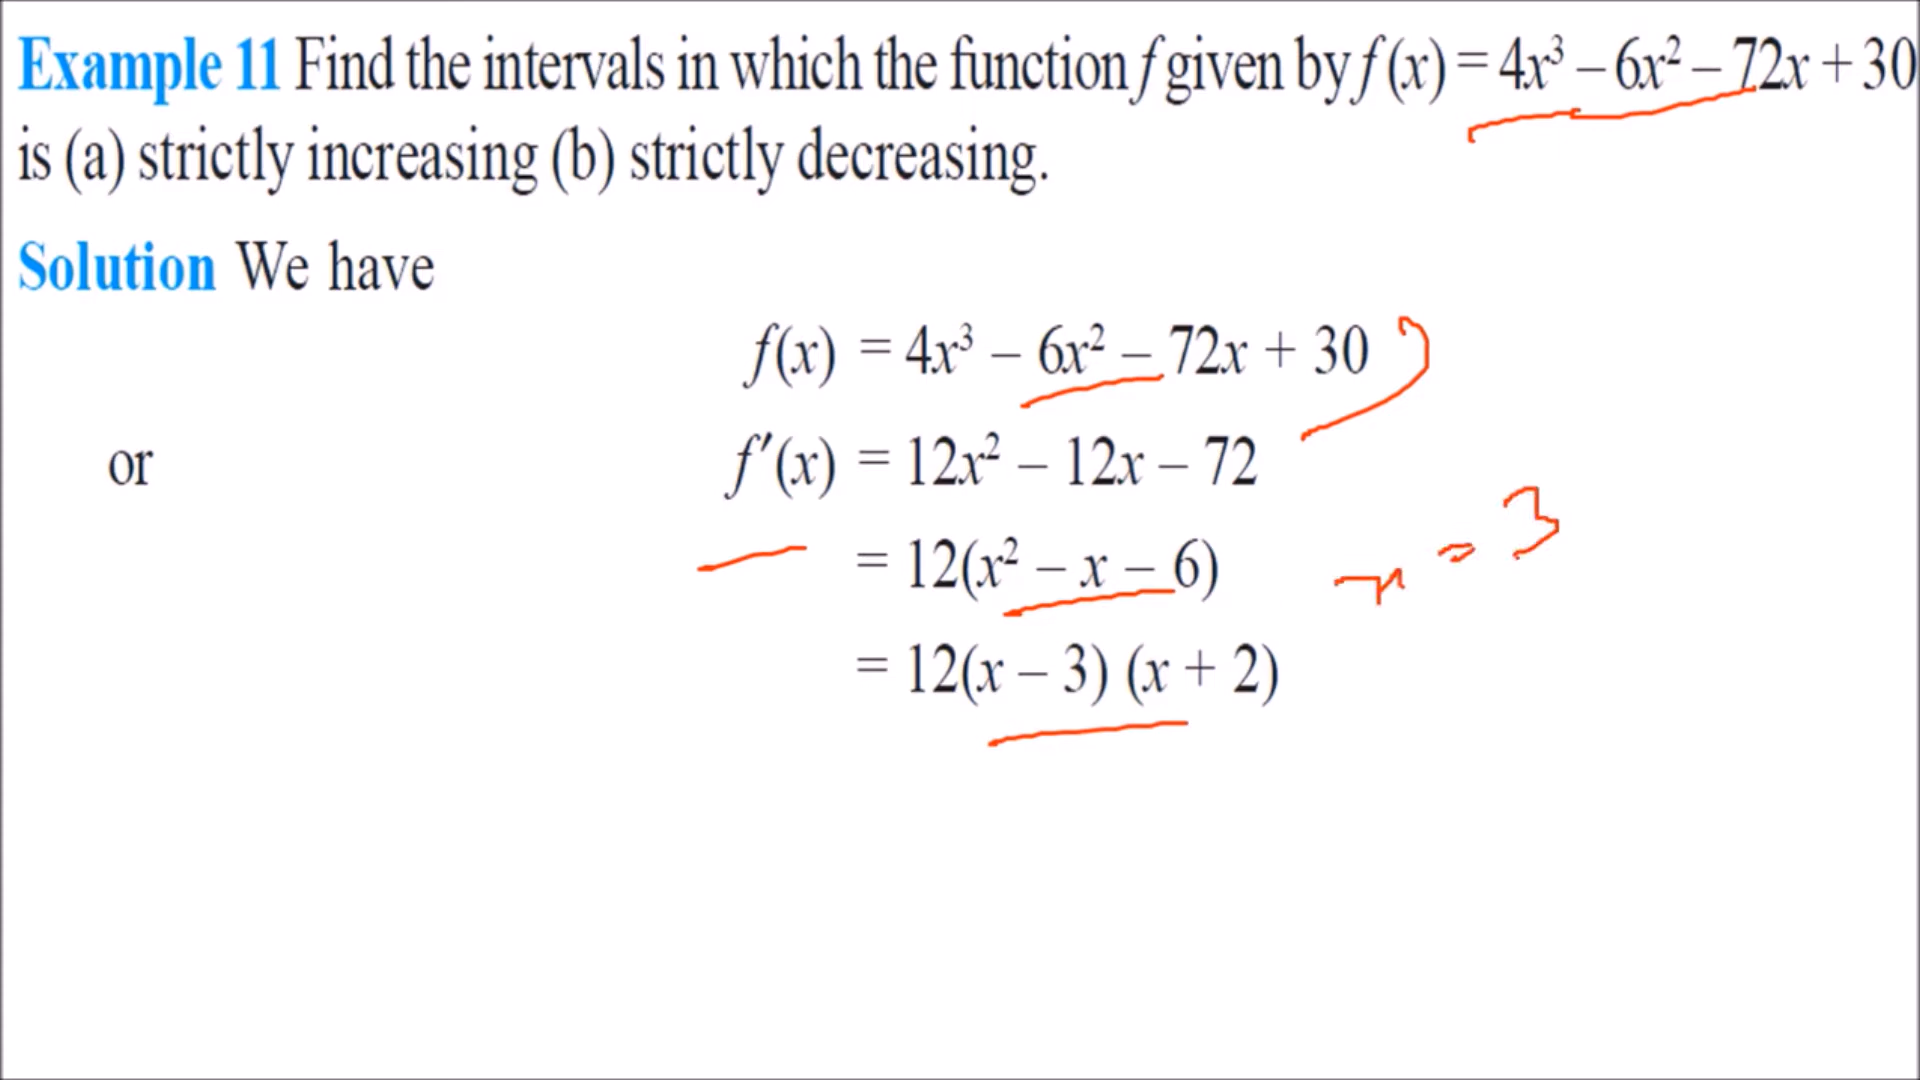 Example 11 Find the intervals in which the function f given by f (x) = 4x³ – 6x² – 72x + 30
is (a) strictly increasing (b) strictly decreasing.
Solution We have
f(x) = 4x³ – 6x² – 72x + 30
or f′(x) = 12x² – 12x – 72
= 12(x² – x – 6)
x = 3
= 12(x – 3) (x + 2)